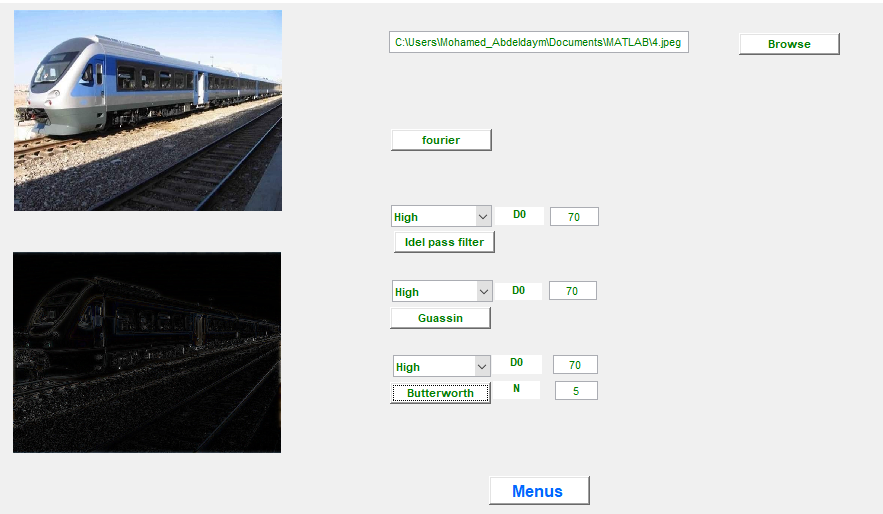 C:\Users\Mohamed_Abdeldaym\Documents\MATLAB\4.jpeg
Browse
fourier
High D0 70
Idel pass filter
High D0 70
Guassin
High D0 70
Butterworth N 5
Menus